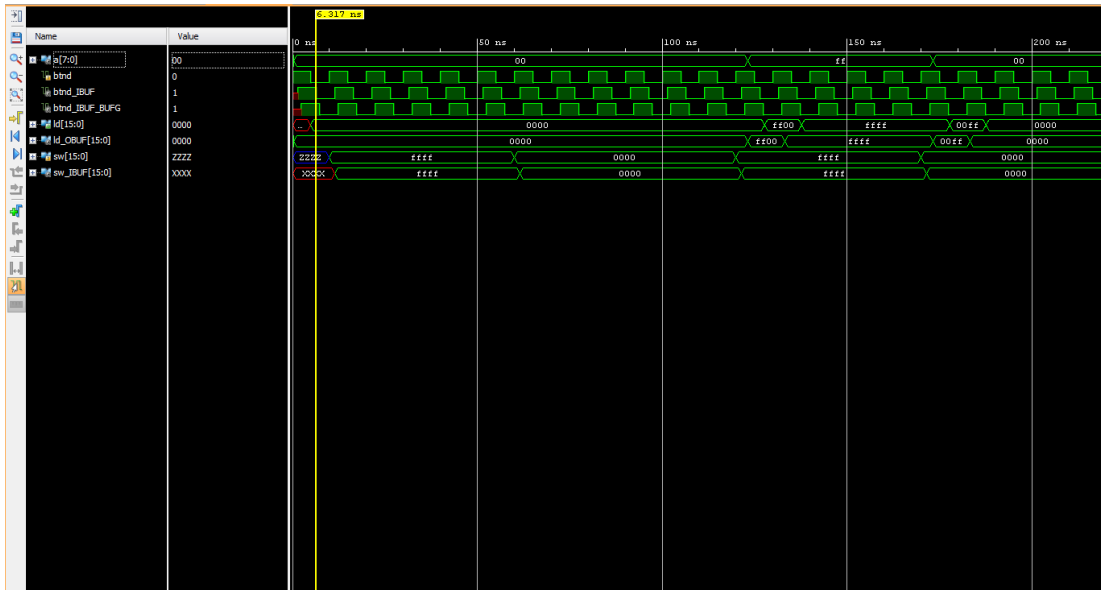 6.317 ns
Name Value
0 ns 50 ns 100 ns 150 ns 200 ns
a[7:0] 00 00 ff 00
btnd 0
btnd_IBUF 1
btnd_IBUF_BUFG 1
ld[15:0] 0000 .. 0000 ff00 ffff 00ff 0000
ld_OBUF[15:0] 0000 0000 ff00 ffff 00ff 0000
sw[15:0] ZZZZ ZZZZ ffff 0000 ffff 0000
sw_IBUF[15:0] XXXX XXXX ffff 0000 ffff 0000